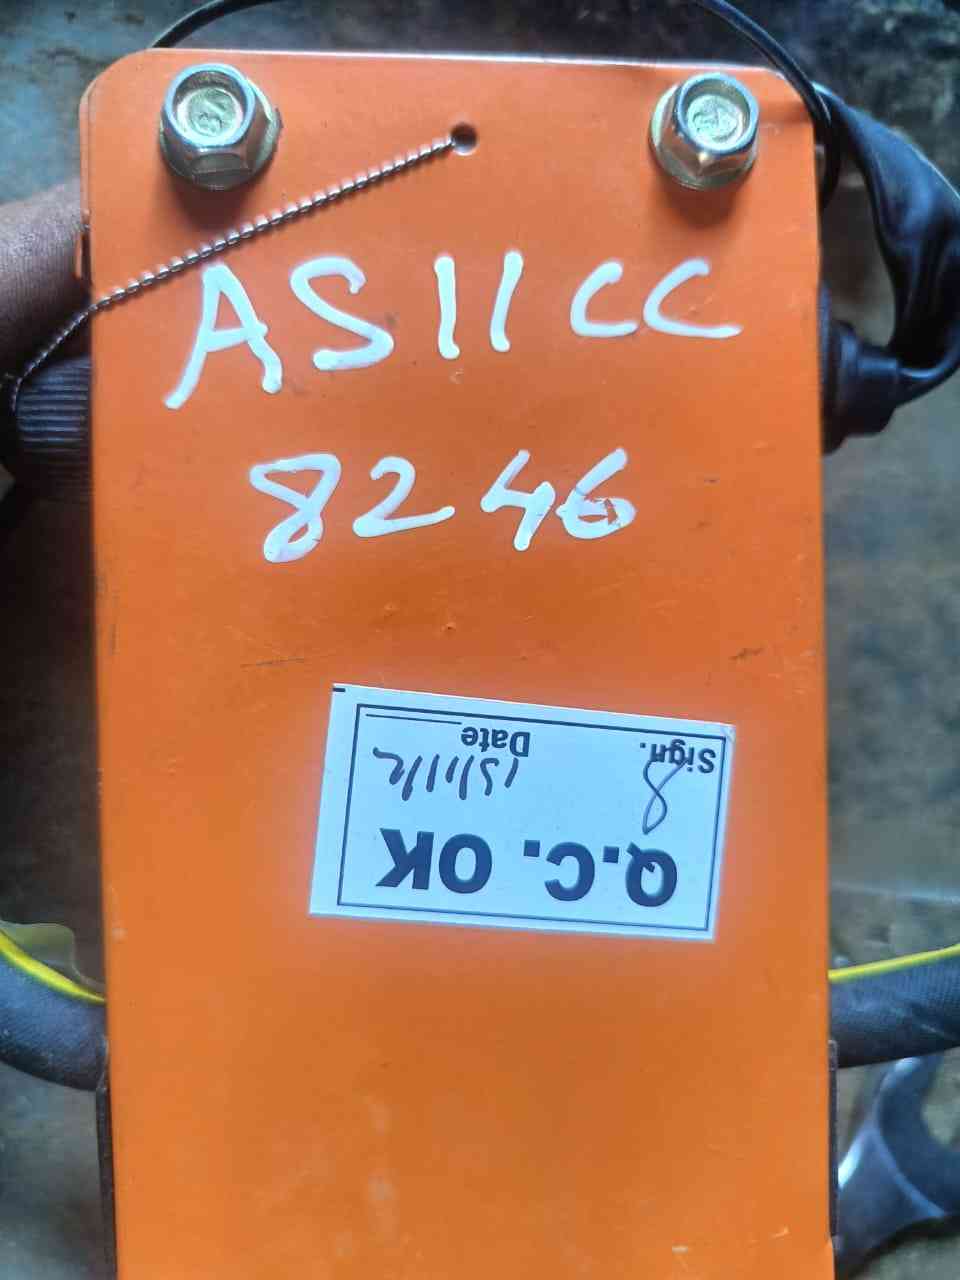 AS11CC
8246
Q.C. OK
Sign.
Date